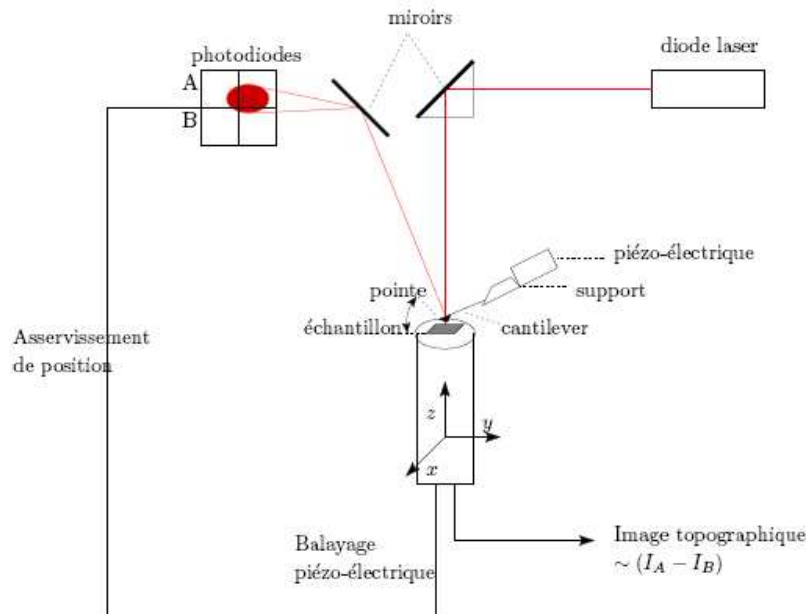 miroirs
photodiodes
diode laser
A
B
piézo-électrique
pointe
support
échantillon
cantilever
Asservissement
de position
z
y
x
Balayage
piézo-électrique
Image topographique
∼ (I_A − I_B)